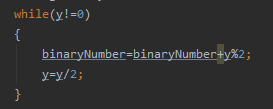 while(y!=0)
{
binaryNumber=binaryNumber+y%2;
y=y/2;
}